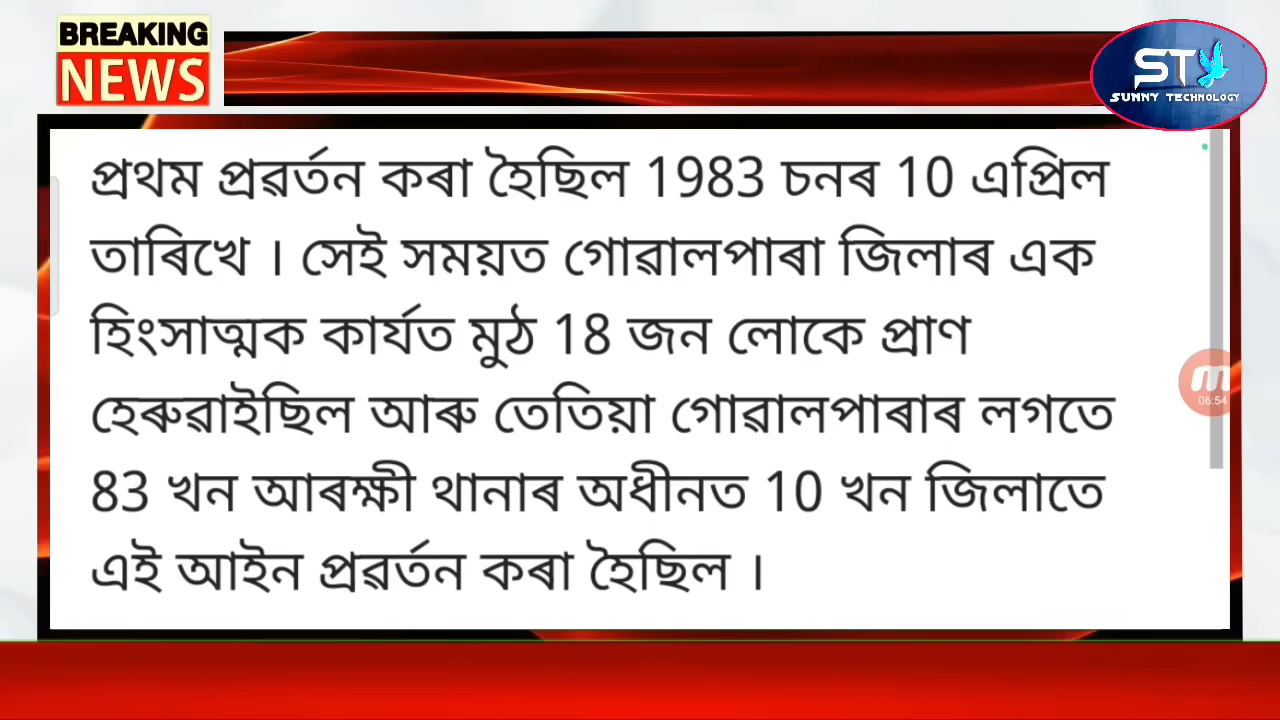 BREAKING
NEWS
ST
SUNNY TECHNOLOGY
প্ৰথম প্ৰৱৰ্তন কৰা হৈছিল 1983 চনৰ 10 এপ্ৰিল
তাৰিখে । সেই সময়ত গোৱালপাৰা জিলাৰ এক
হিংসাত্মক কাৰ্যত মুঠ 18 জন লোকে প্ৰাণ
হেৰুৱাইছিল আৰু তেতিয়া গোৱালপাৰাৰ লগতে
83 খন আৰক্ষী থানাৰ অধীনত 10 খন জিলাতে
এই আইন প্ৰৱৰ্তন কৰা হৈছিল ।
06:54